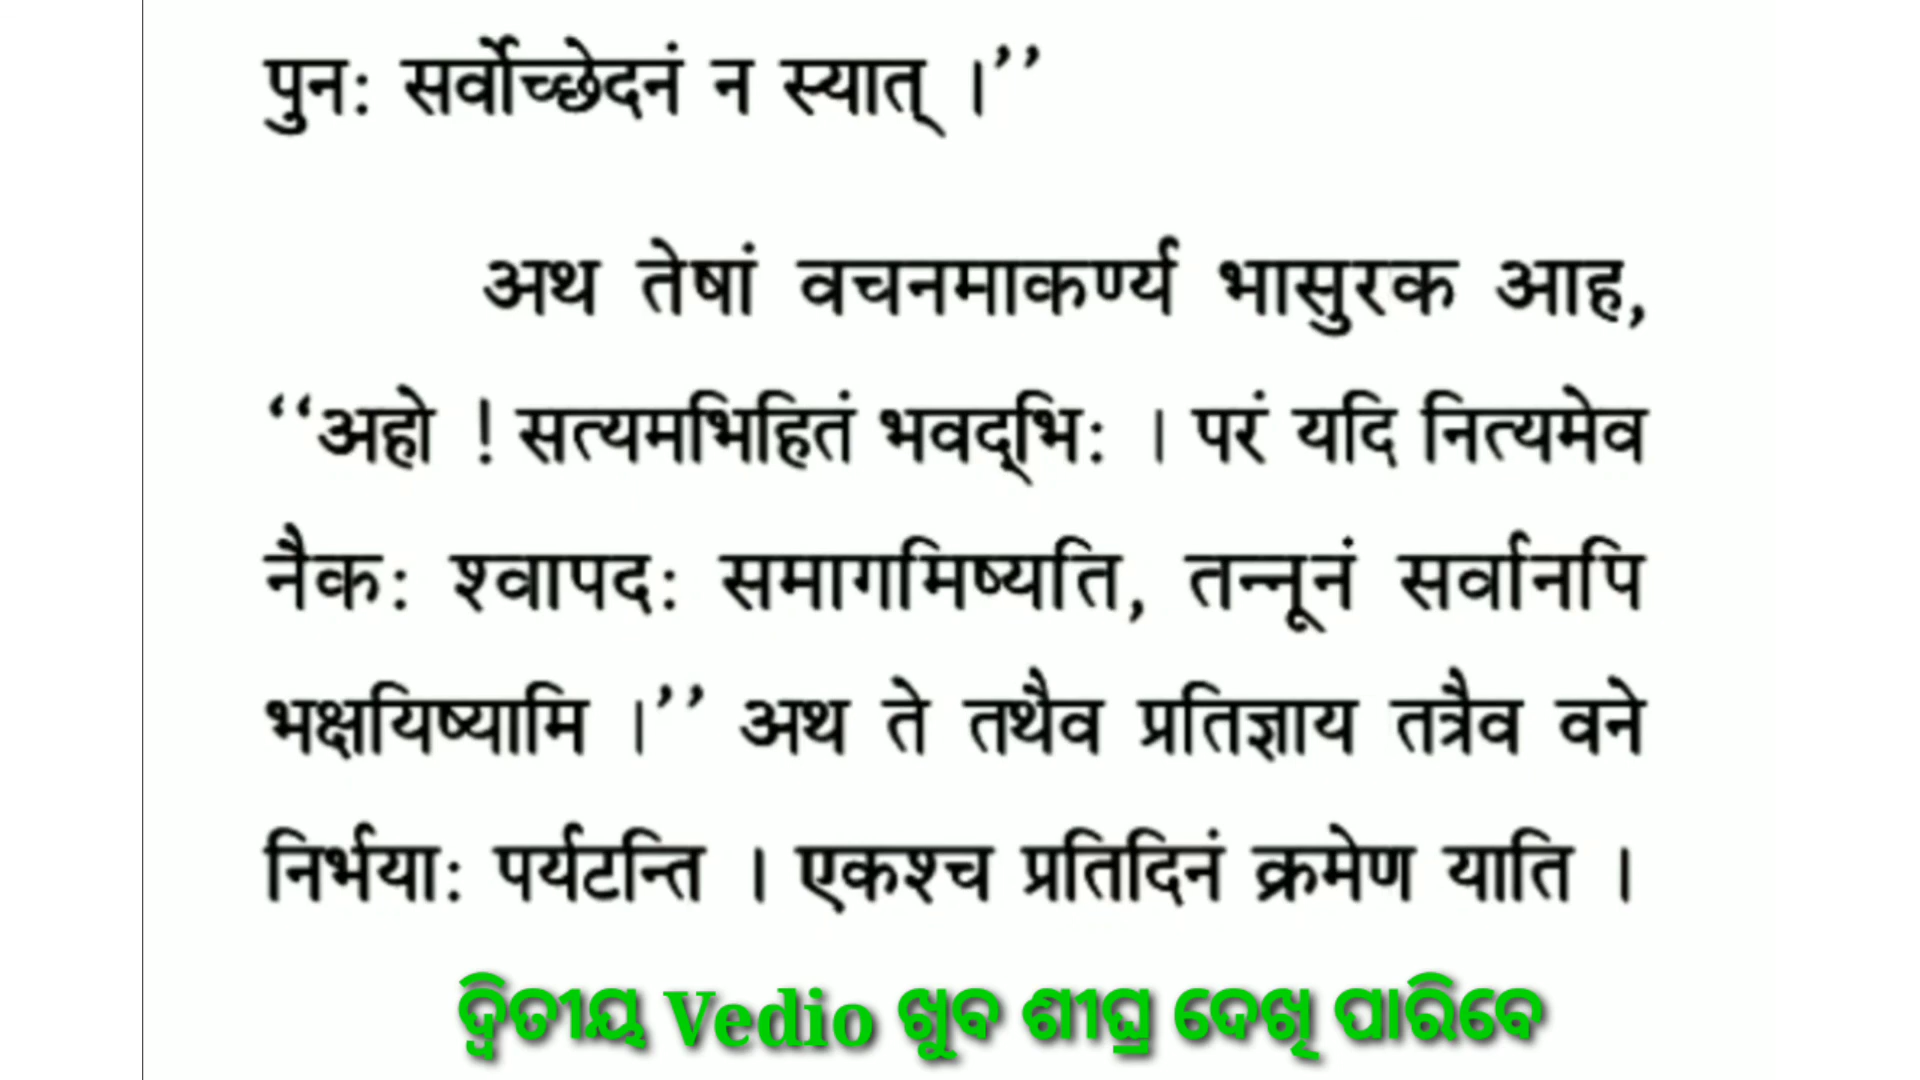 पुनः सर्वोच्छेदनं न स्यात् ।’’
अथ तेषां वचनमाकर्ण्य भासुरक आह,
‘‘अहो ! सत्यमभिहितं भवद्‌भिः । परं यदि नित्यमेव
नैकः श्वापदः समागमिष्यति, तन्नूनं सर्वानपि
भक्षयिष्यामि ।’’ अथ ते तथैव प्रतिज्ञाय तत्रैव वने
निर्भयाः पर्यटन्ति । एकश्च प्रतिदिनं क्रमेण याति ।
ଦ୍ଵିତୀୟ Vedio ଖୁବ ଶୀଘ୍ର ଦେଖି ପାରିବେ